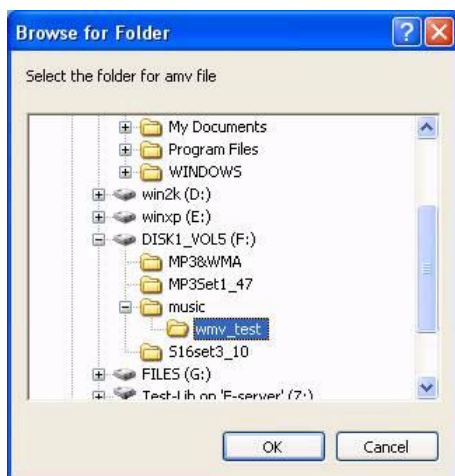 Browse for Folder
Select the folder for amv file
My Documents
Program Files
WINDOWS
win2k (D:)
winxp (E:)
DISK1_VOL5 (F:)
MP3&WMA
MP3Set1_47
music
wmv_test
S16set3_10
FILES (G:)
Test-Lib on 'E-server' (Z:)
OK
Cancel